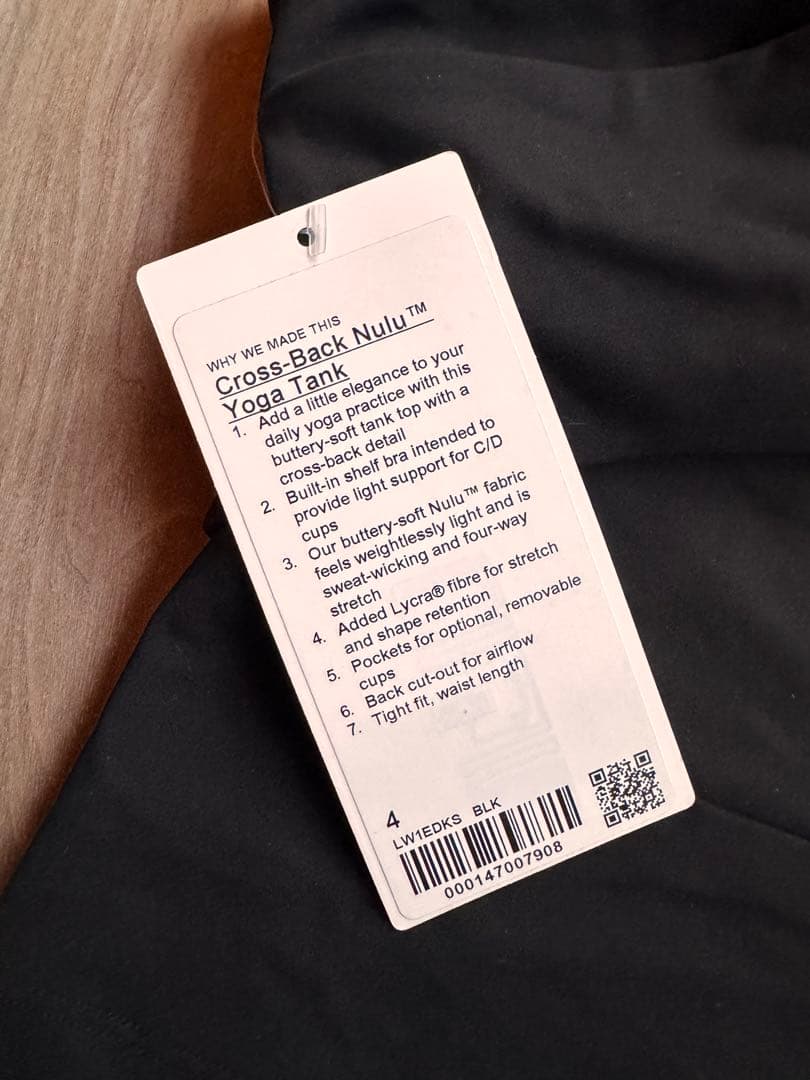 WHY WE MADE THIS
Cross-Back Nulu™
Yoga Tank
1. Add a little elegance to your
daily yoga practice with this
buttery-soft tank top with a
cross-back detail
2. Built-in shelf bra intended to
provide light support for C/D
cups
3. Our buttery-soft Nulu™ fabric
feels weightlessly light and is
sweat-wicking and four-way
stretch
4. Added Lycra® fibre for stretch
and shape retention
5. Pockets for optional, removable
cups
6. Back cut-out for airflow
7. Tight fit, waist length
4
LW1EDKS BLK
000147007908